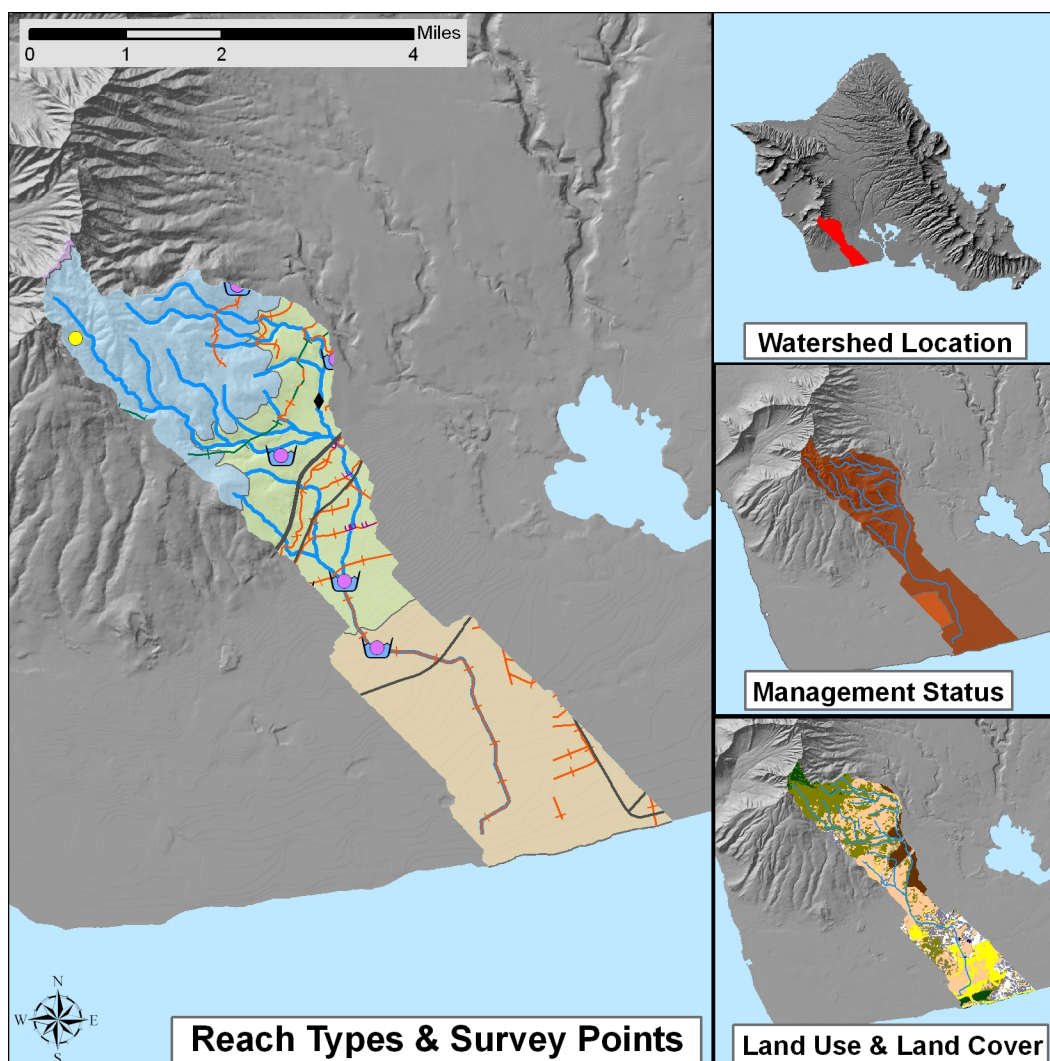 Miles
0 1 2 4
Watershed Location
Management Status
N
W E
S
Reach Types & Survey Points
Land Use & Land Cover